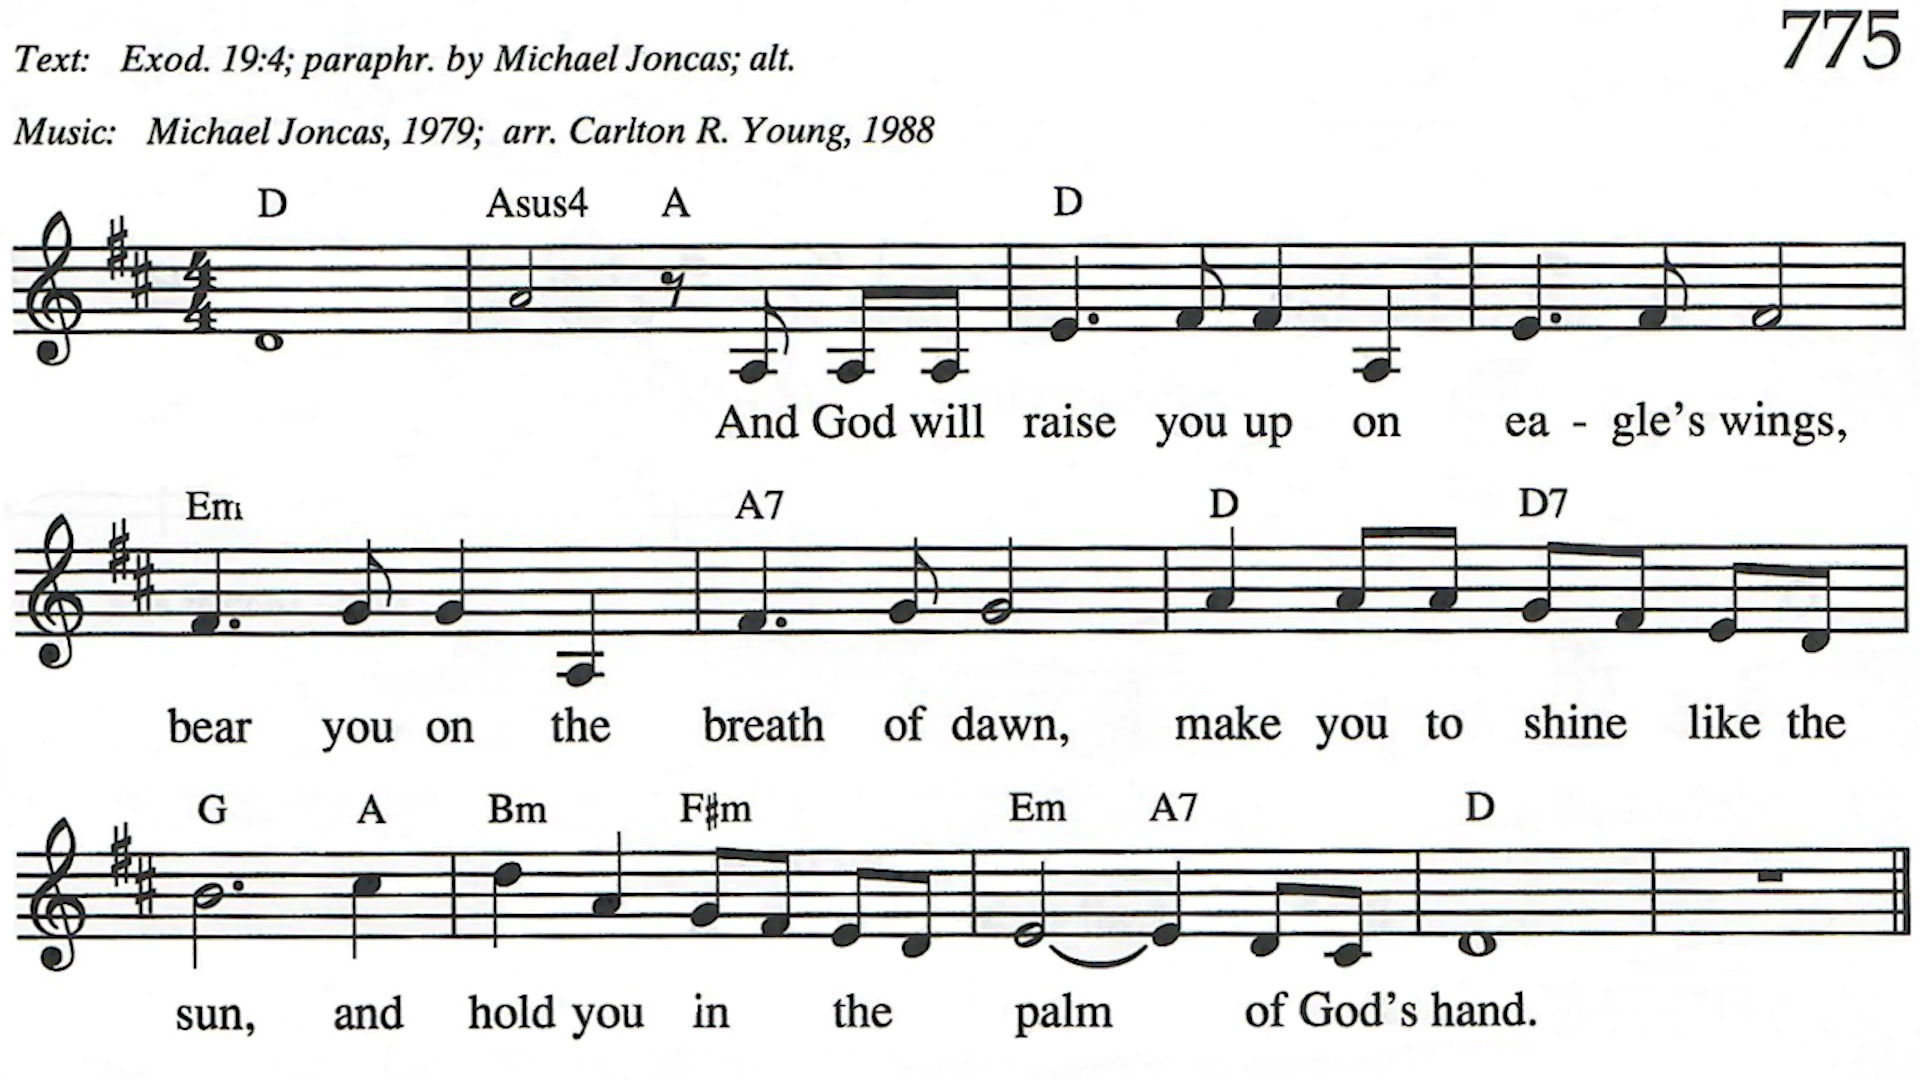 775
Text: Exod. 19:4; paraphr. by Michael Joncas; alt.
Music: Michael Joncas, 1979; arr. Carlton R. Young, 1988
D Asus4 A D
4
4
And God will raise you up on ea - gle's wings,
Em A7 D D7
bear you on the breath of dawn, make you to shine like the
G A Bm F♯m Em A7 D
sun, and hold you in the palm of God's hand.